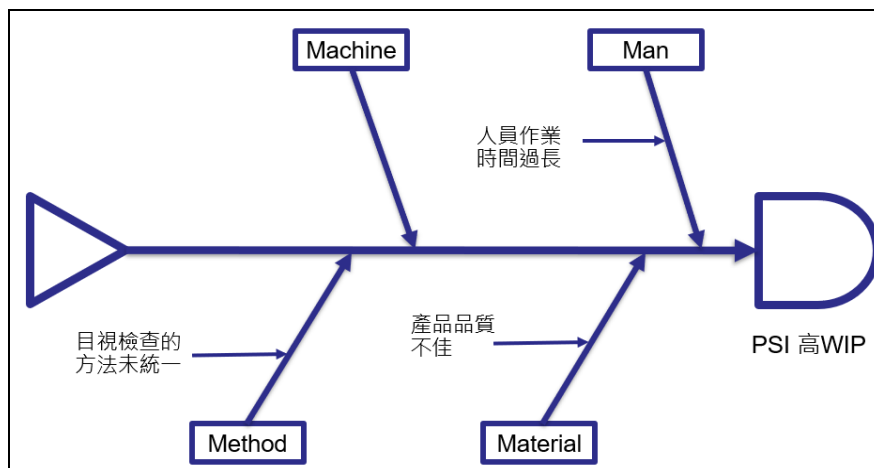 Machine
Man
人員作業
時間過長
目視檢查的
方法未統一
產品品質
不佳
PSI 高WIP
Method
Material